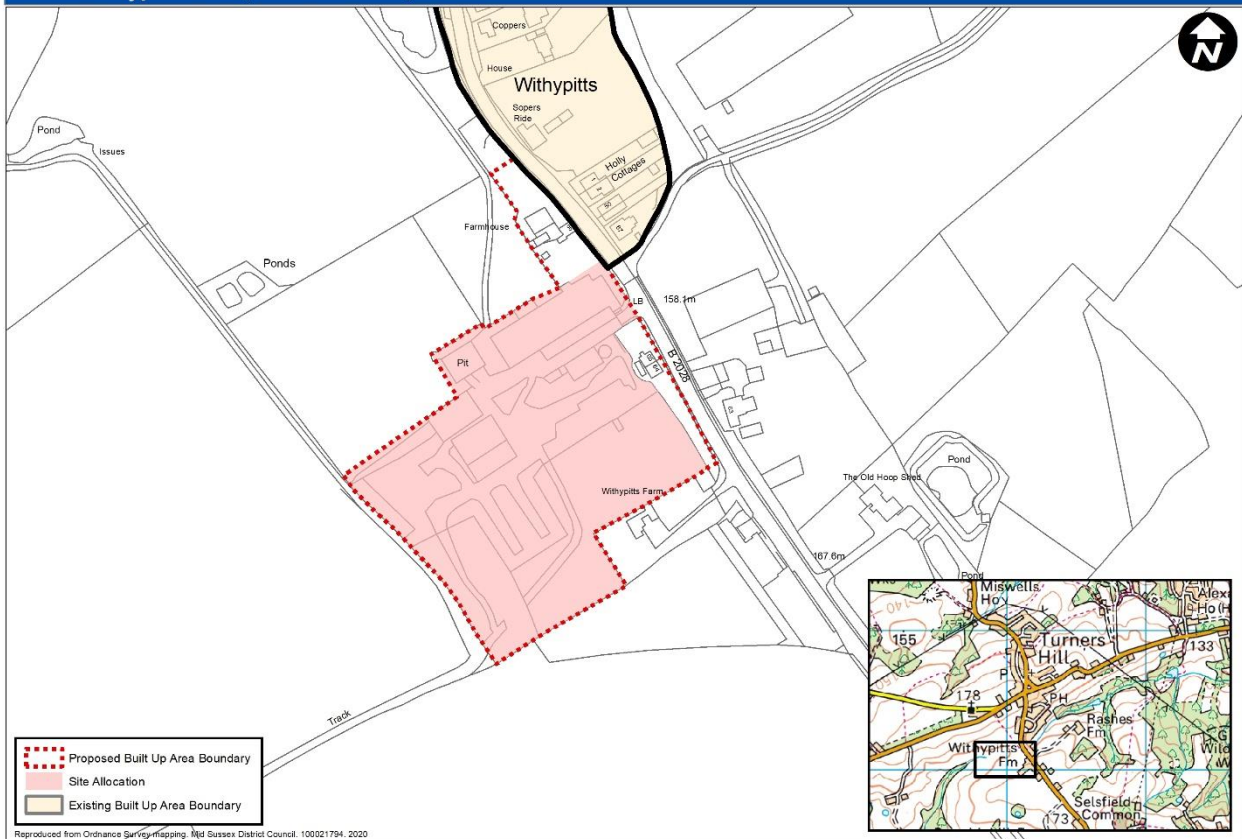 N
Coppers
House
Withypitts
Sopers
Ride
Pond
Issues
Holly
Cottages
1
Farmhouse
Ponds
LB
158.1m
B 2028
Pit
Pond
The Old Hoop Shed
Withypitts Farm
167.6m
Pond
Track
Miswells
Ho
Turners
Hill
155
133
P
178
PH
Rashes
Fm
Withypitts
Fm
Selsfield
Common
173
Proposed Built Up Area Boundary
Site Allocation
Existing Built Up Area Boundary
Reproduced from Ordnance Survey mapping. Mid Sussex District Council. 100021794. 2020